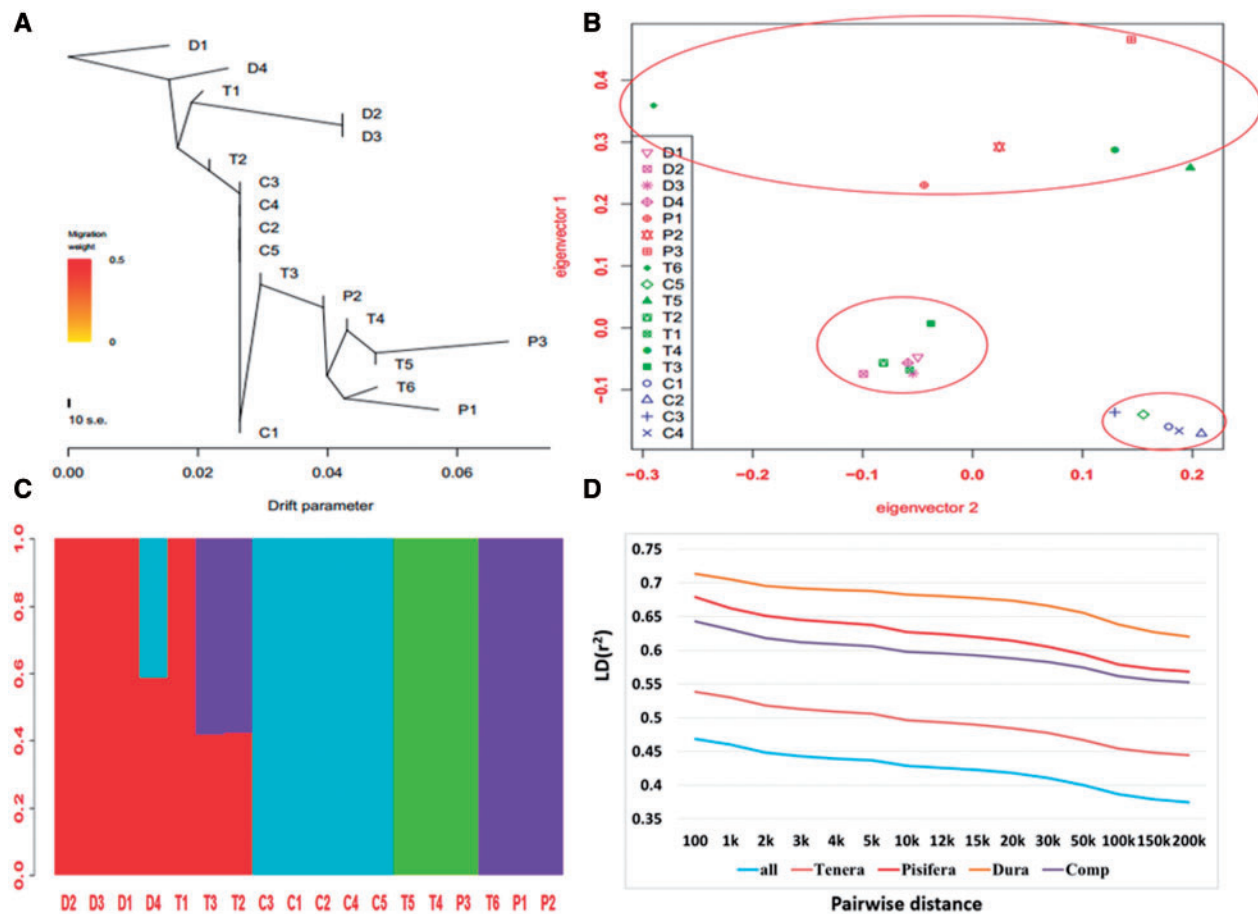 A
D1
D4
T1
D2
D3
T2
C3
C4
C2
C5
T3
P2
T4
P3
T5
T6
P1
C1
Migration
weight
0.5
0
10 s.e.
0.00
0.02
0.04
0.06
Drift parameter
B
eigenvector 1
0.4
0.3
0.2
0.1
0.0
−0.1
D1
D2
D3
D4
P1
P2
P3
T6
C5
T5
T2
T1
T4
T3
C1
C2
C3
C4
−0.3
−0.1
0.0
0.1
0.2
eigenvector 2
C
1.0
0.8
0.6
0.4
0.2
0.0
D2 D3 D1 D4 T1 T3 T2 C3 C1 C2 C4 C5 T5 T4 P3 T6 P1 P2
D
LD(r²)
0.75
0.7
0.65
0.6
0.55
0.5
0.45
0.4
0.35
100 1k 2k 3k 4k 5k 10k 12k 15k 20k 30k 50k 100k 150k 200k
all Tenera Pisifera Dura Comp
Pairwise distance